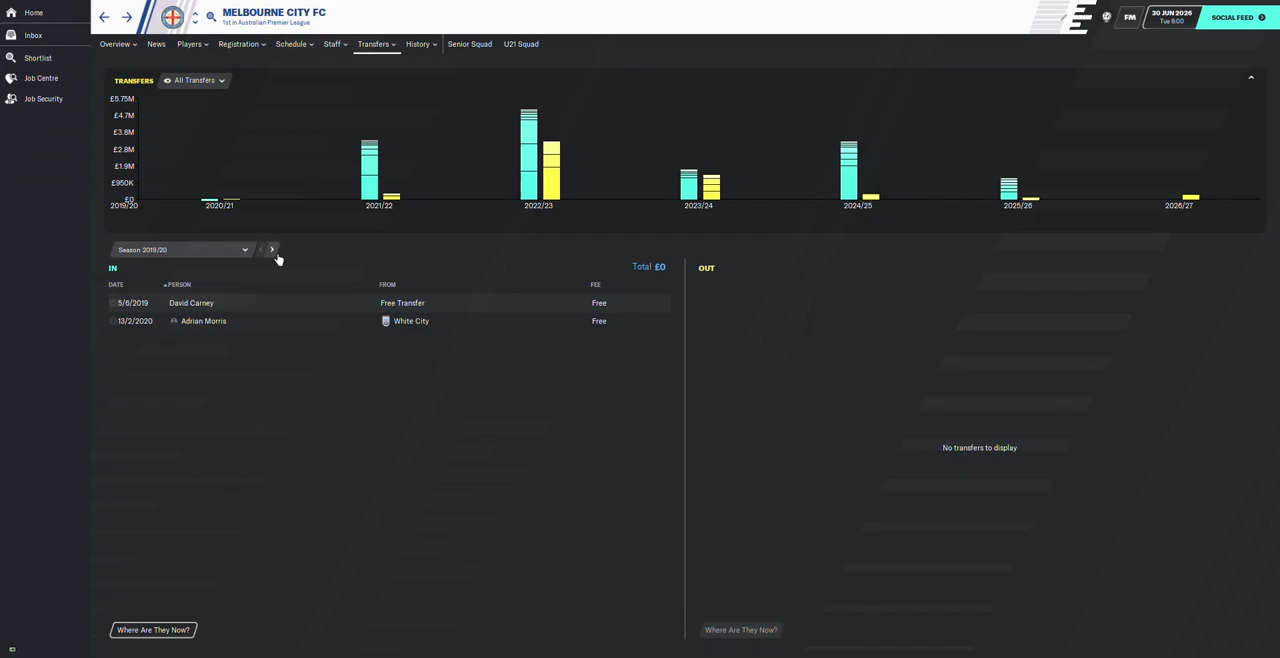 Home
MELBOURNE CITY FC
1st in Australian Premier League
FM
30 JUN 2026
Tue 8:00
SOCIAL FEED
Inbox
Shortlist
Job Centre
Job Security
Overview
News
Players
Registration
Schedule
Staff
Transfers
History
Senior Squad
U21 Squad
TRANSFERS
All Transfers
£5.75M
£4.7M
£3.8M
£2.8M
£1.9M
£950K
£0
2019/20
2020/21
2021/22
2022/23
2023/24
2024/25
2025/26
2026/27
Season 2019/20
IN
Total £0
OUT
DATE PERSON FROM FEE
5/6/2019 David Carney Free Transfer Free
13/2/2020 Adrian Morris White City Free
No transfers to display
Where Are They Now?
Where Are They Now?